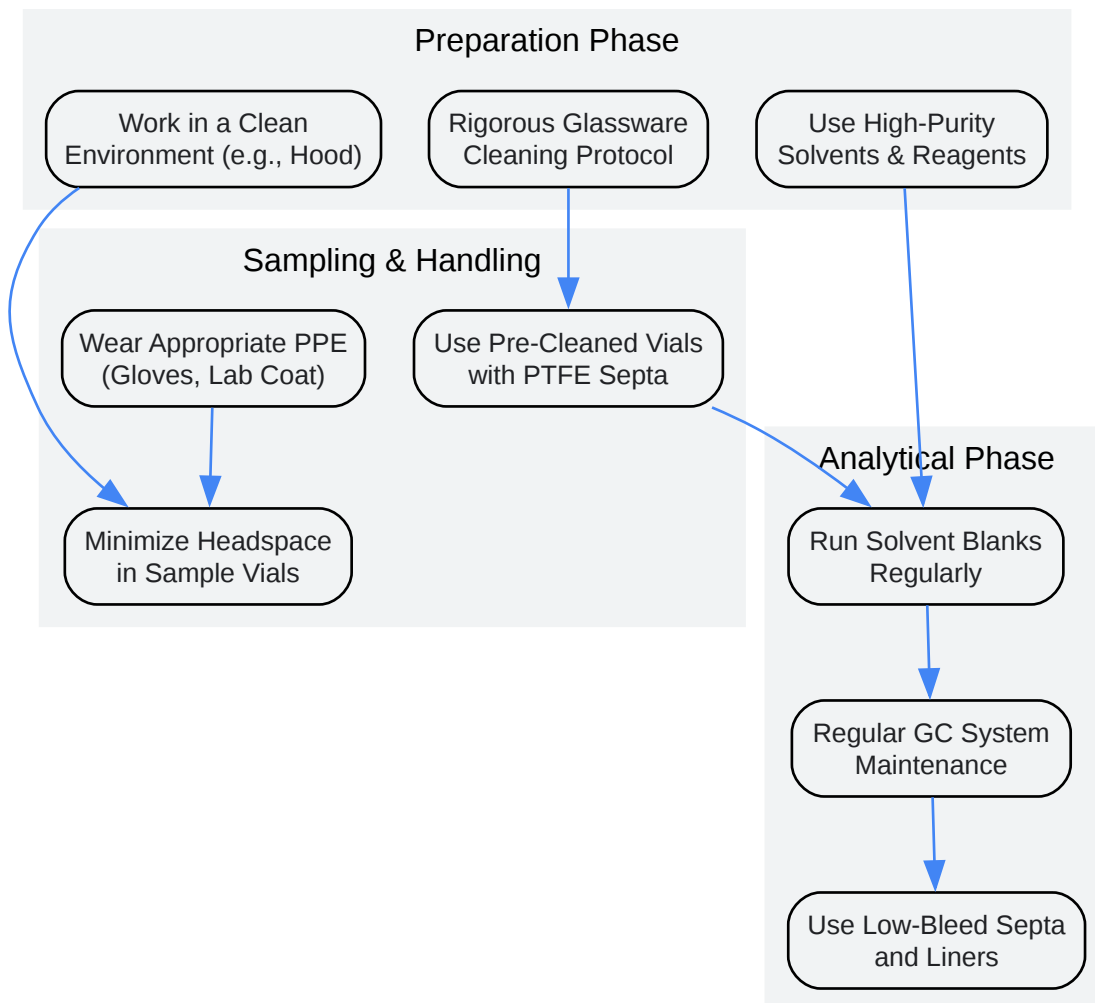 Preparation Phase
Work in a Clean
Environment (e.g., Hood)
Rigorous Glassware
Cleaning Protocol
Use High-Purity
Solvents & Reagents
Sampling & Handling
Wear Appropriate PPE
(Gloves, Lab Coat)
Use Pre-Cleaned Vials
with PTFE Septa
Minimize Headspace
in Sample Vials
Analytical Phase
Run Solvent Blanks
Regularly
Regular GC System
Maintenance
Use Low-Bleed Septa
and Liners